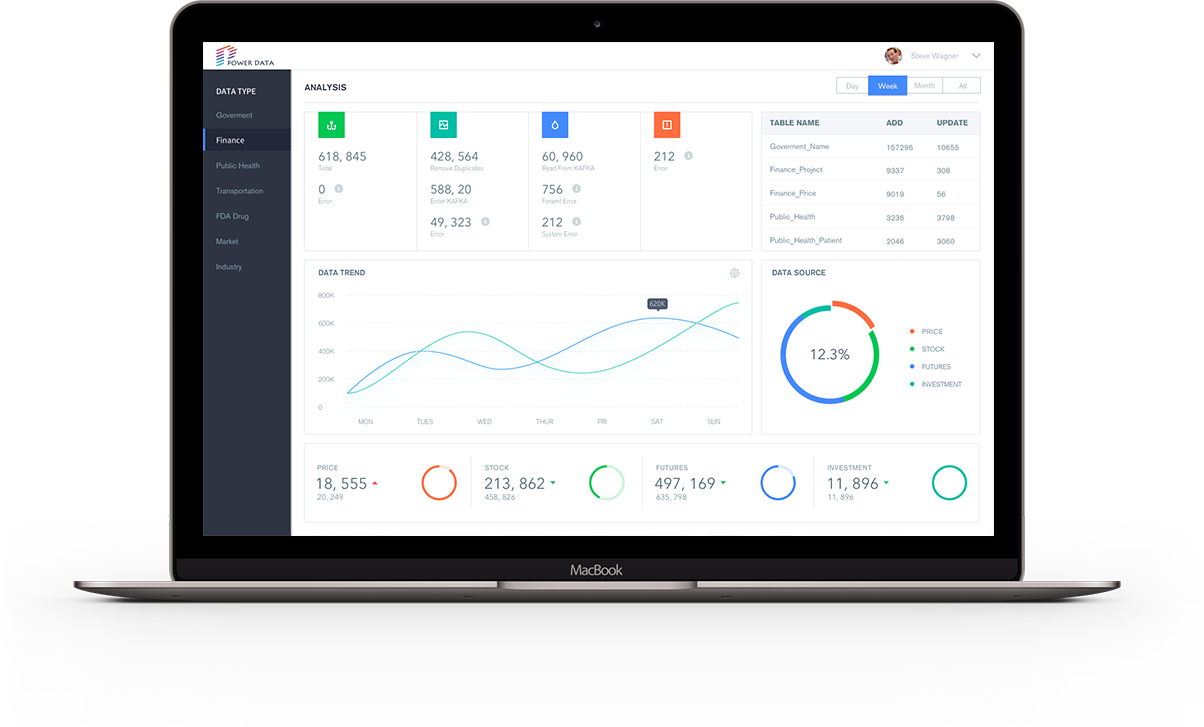 POWER DATA
Steve Wagner
DATA TYPE
Goverment
Finance
Public Health
Transportation
FDA Drug
Market
Industry
ANALYSIS
Day Week Month All
618, 845
Total
0
Error
428, 564
Remove Duplicates
588, 20
Enter KAFKA
49, 323
Error
60, 960
Read From KAFKA
756
Foramt Error
212
System Error
212
Error
TABLE NAME ADD UPDATE
Goverment_Name 157296 10655
Finance_Project 9337 308
Finance_Price 9019 56
Public_Health 3236 3798
Public_Health_Patient 2046 3060
DATA TREND
800K
600K
400K
200K
0
620K
MON TUES WED THUR FRI SAT SUN
DATA SOURCE
12.3%
PRICE
STOCK
FUTURES
INVESTMENT
PRICE
18, 555
20, 249
STOCK
213, 862
458, 826
FUTURES
497, 169
635, 798
INVESTMENT
11, 896
11, 896
MacBook